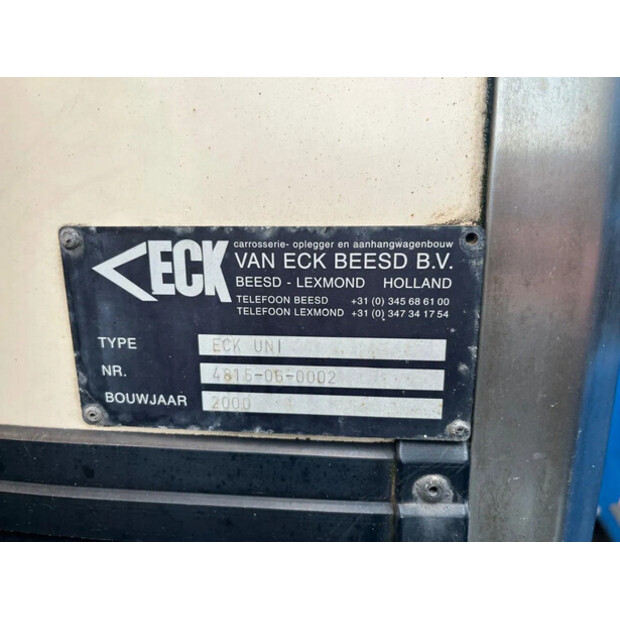 ECK
carrosserie- oplegger en aanhangwagenbouw
VAN ECK BEESD B.V.
BEESD - LEXMOND HOLLAND
TELEFOON BEESD +31 (0) 345 68 61 00
TELEFOON LEXMOND +31 (0) 347 34 17 54
TYPE ECK UNI
NR. 4815-06-0002
BOUWJAAR 2000